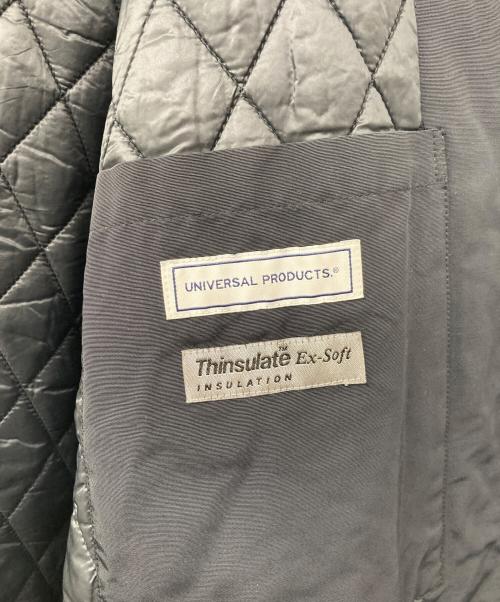 UNIVERSAL PRODUCTS.®
Thinsulate™ Ex-Soft
INSULATION